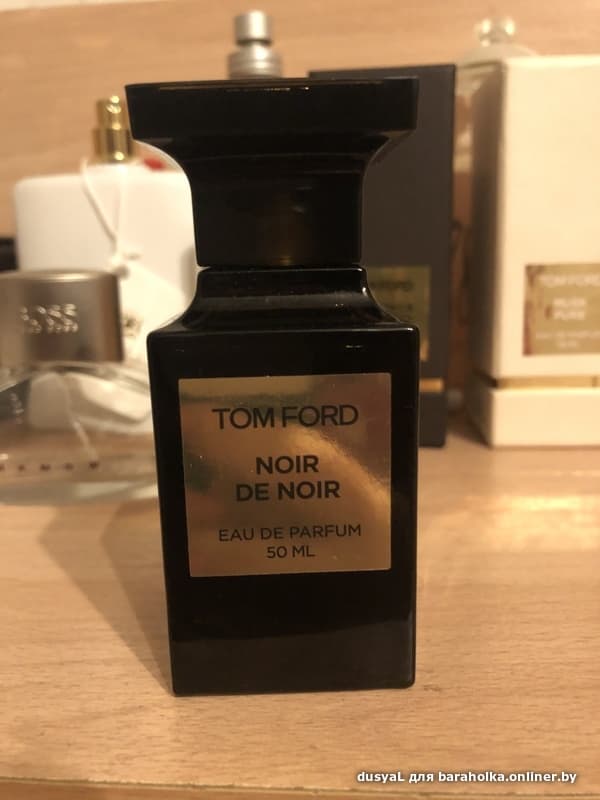 TOM FORD
NOIR
DE NOIR
EAU DE PARFUM
50 ML
BOSS
TOM FORD
MUSK
PURE
dusyaL для baraholka.onliner.by